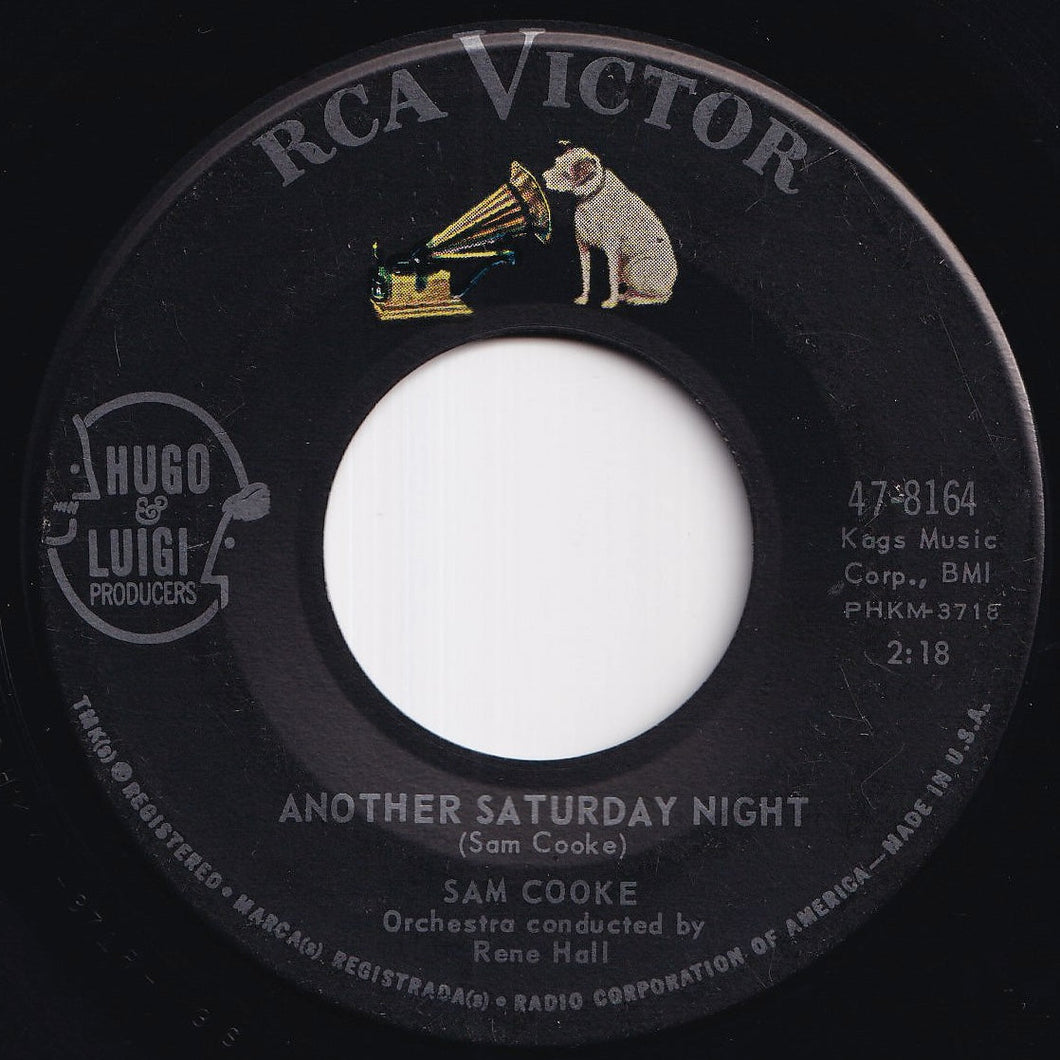 RCA VICTOR
HUGO
&
LUIGI
PRODUCERS
47-8164
Kags Music
Corp., BMI
PHKM-3718
2:18
ANOTHER SATURDAY NIGHT
(Sam Cooke)
SAM COOKE
Orchestra conducted by
Rene Hall
TMK(s) ® REGISTERED • MARCA(s) REGISTRADA(s) • RADIO CORPORATION OF AMERICA—MADE IN U.S.A.